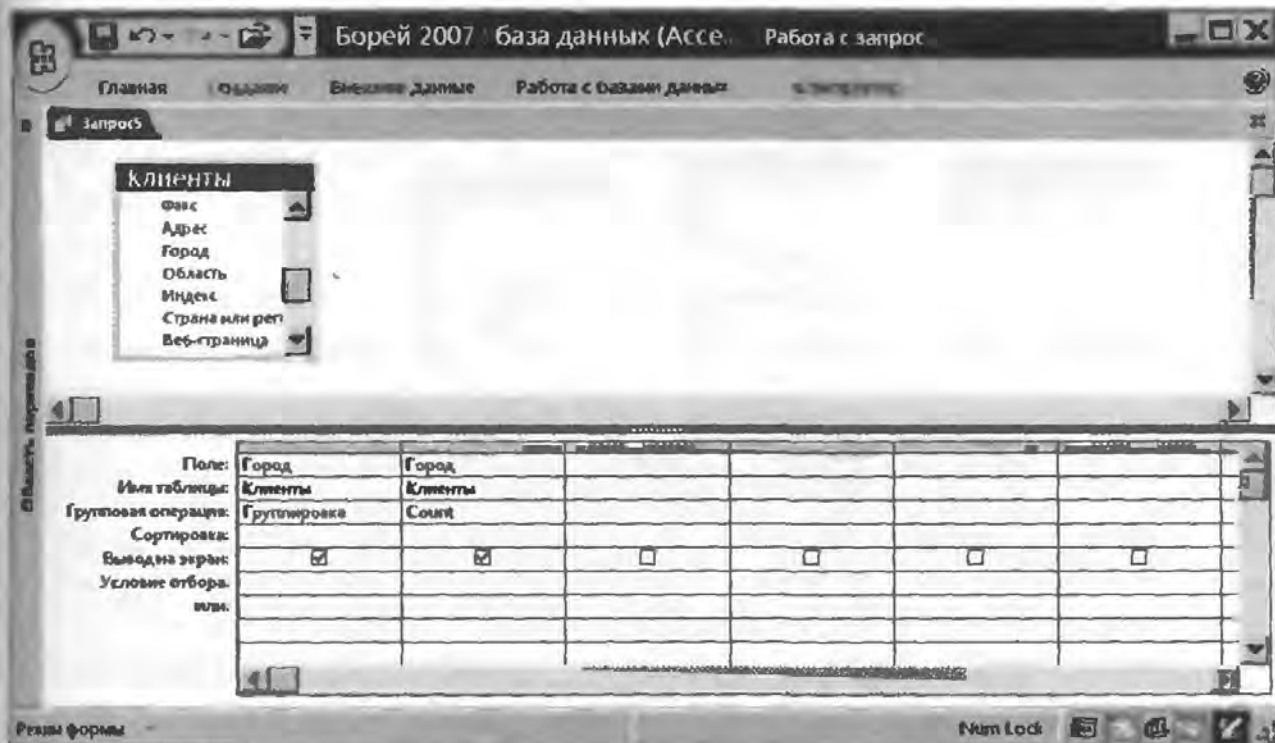 Борей 2007 база данных (Acce Работа с запрос
Главная Внешние данные Работа с базами данных
Запрос5
Клиенты
Факс
Адрес
Город
Область
Индекс
Страна или рег
Веб-страница
Область переходов
Поле: Город Город
Имя таблицы: Клиенты Клиенты
Групповая операция: Группировка Count
Сортировка:
Вывод на экран:
Условие отбора:
или:
Режим формы Num Lock